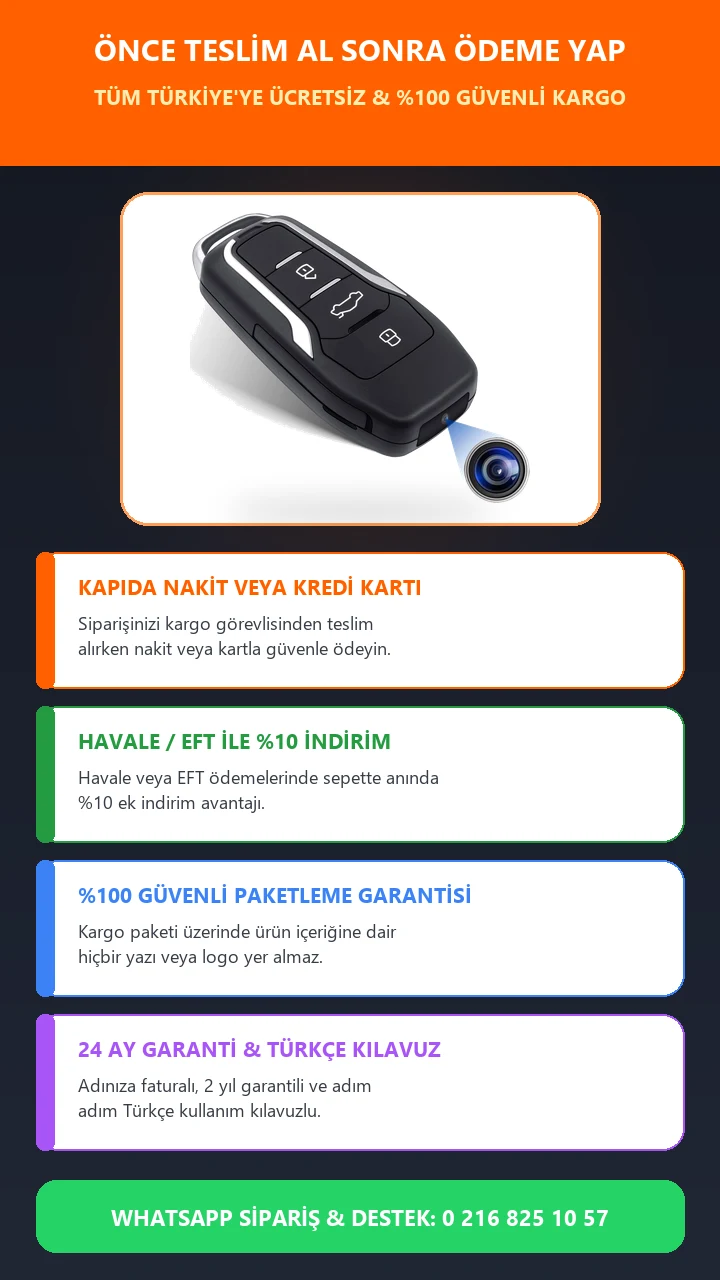 ÖNCE TESLİM AL SONRA ÖDEME YAP
TÜM TÜRKİYE'YE ÜCRETSİZ & %100 GÜVENLİ KARGO
KAPIDA NAKİT VEYA KREDİ KARTI
Siparişinizi kargo görevlisinden teslim
alırken nakit veya kartla güvenle ödeyin.
HAVALE / EFT İLE %10 İNDİRİM
Havale veya EFT ödemelerinde sepette anında
%10 ek indirim avantajı.
%100 GÜVENLİ PAKETLEME GARANTİSİ
Kargo paketi üzerinde ürün içeriğine dair
hiçbir yazı veya logo yer almaz.
24 AY GARANTİ & TÜRKÇE KILAVUZ
Adınıza faturalı, 2 yıl garantili ve adım
adım Türkçe kullanım kılavuzlu.
WHATSAPP SİPARİŞ & DESTEK: 0 216 825 10 57